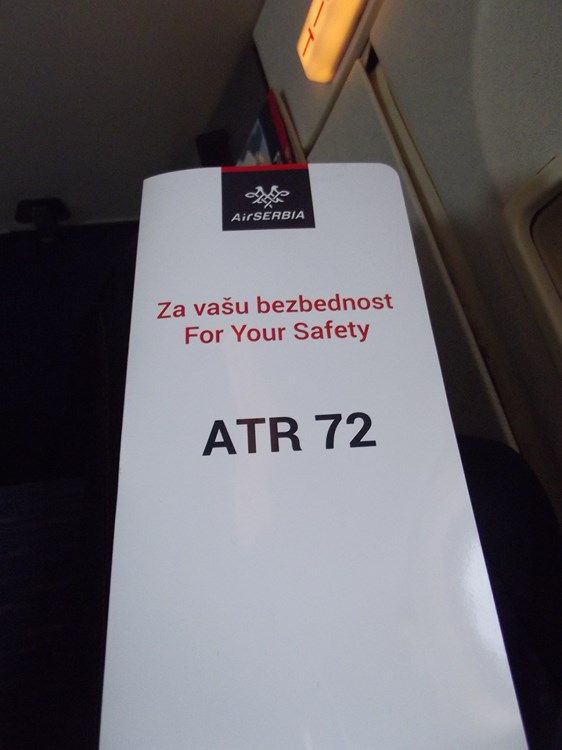 AirSERBIA
Za vašu bezbednost
For Your Safety
ATR 72